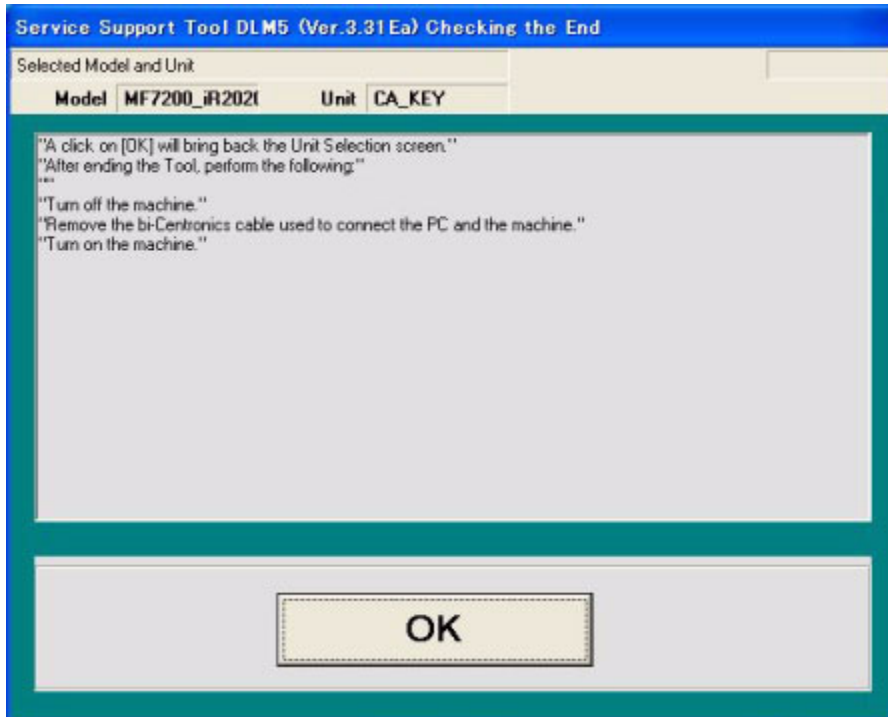 Service Support Tool DLM5 (Ver.3.31Ea) Checking the End
Selected Model and Unit
Model MF7200_iR202( Unit CA_KEY
"A click on [OK] will bring back the Unit Selection screen."
"After ending the Tool, perform the following:"
""
"Turn off the machine."
"Remove the bi-Centronics cable used to connect the PC and the machine."
"Turn on the machine."
OK